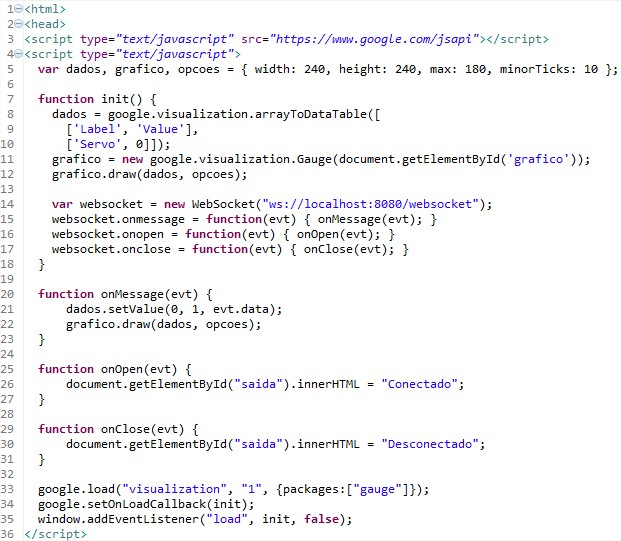 1 <html>
2 <head>
3 <script type="text/javascript" src="https://www.google.com/jsapi"></script>
4 <script type="text/javascript">
5   var dados, grafico, opcoes = { width: 240, height: 240, max: 180, minorTicks: 10 };
6
7   function init() {
8     dados = google.visualization.arrayToDataTable([
9       ['Label', 'Value'],
10       ['Servo', 0]]);
11     grafico = new google.visualization.Gauge(document.getElementById('grafico'));
12     grafico.draw(dados, opcoes);
13
14     var websocket = new WebSocket("ws://localhost:8080/websocket");
15     websocket.onmessage = function(evt) { onMessage(evt); }
16     websocket.onopen = function(evt) { onOpen(evt); }
17     websocket.onclose = function(evt) { onClose(evt); }
18   }
19
20   function onMessage(evt) {
21       dados.setValue(0, 1, evt.data);
22       grafico.draw(dados, opcoes);
23   }
24
25   function onOpen(evt) {
26       document.getElementById("saida").innerHTML = "Conectado";
27   }
28
29   function onClose(evt) {
30       document.getElementById("saida").innerHTML = "Desconectado";
31   }
32
33   google.load("visualization", "1", {packages:["gauge"]});
34   google.setOnLoadCallback(init);
35   window.addEventListener("load", init, false);
36 </script>